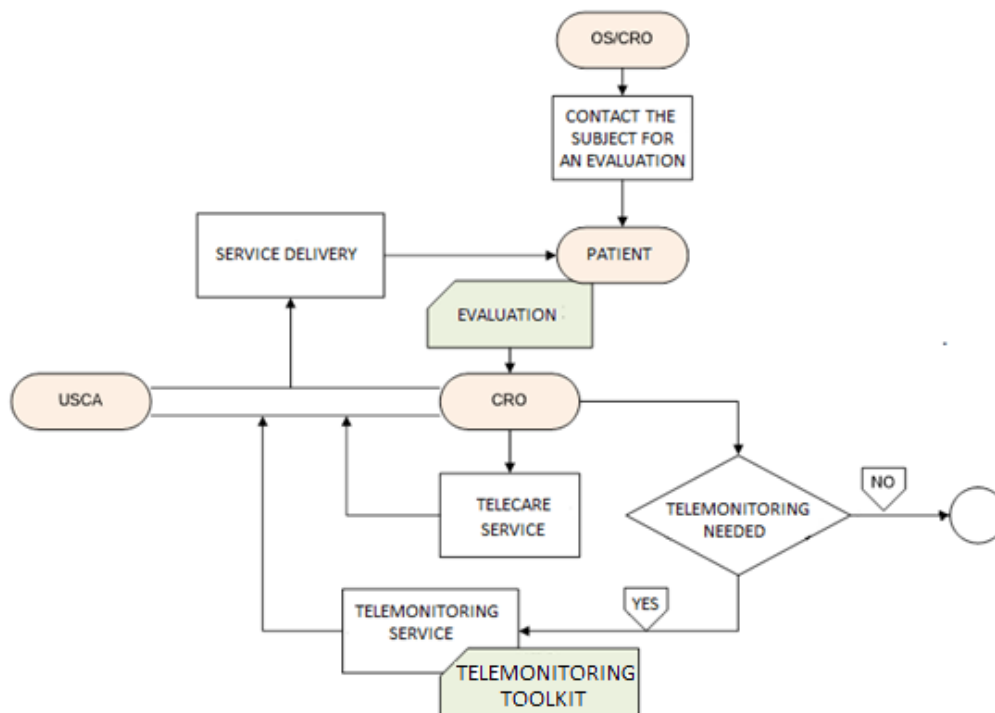 OS/CRO
CONTACT THE
SUBJECT FOR
AN EVALUATION
SERVICE DELIVERY
PATIENT
EVALUATION
USCA
CRO
TELECARE
SERVICE
TELEMONITORING
NEEDED
NO
YES
TELEMONITORING
SERVICE
TELEMONITORING
TOOLKIT